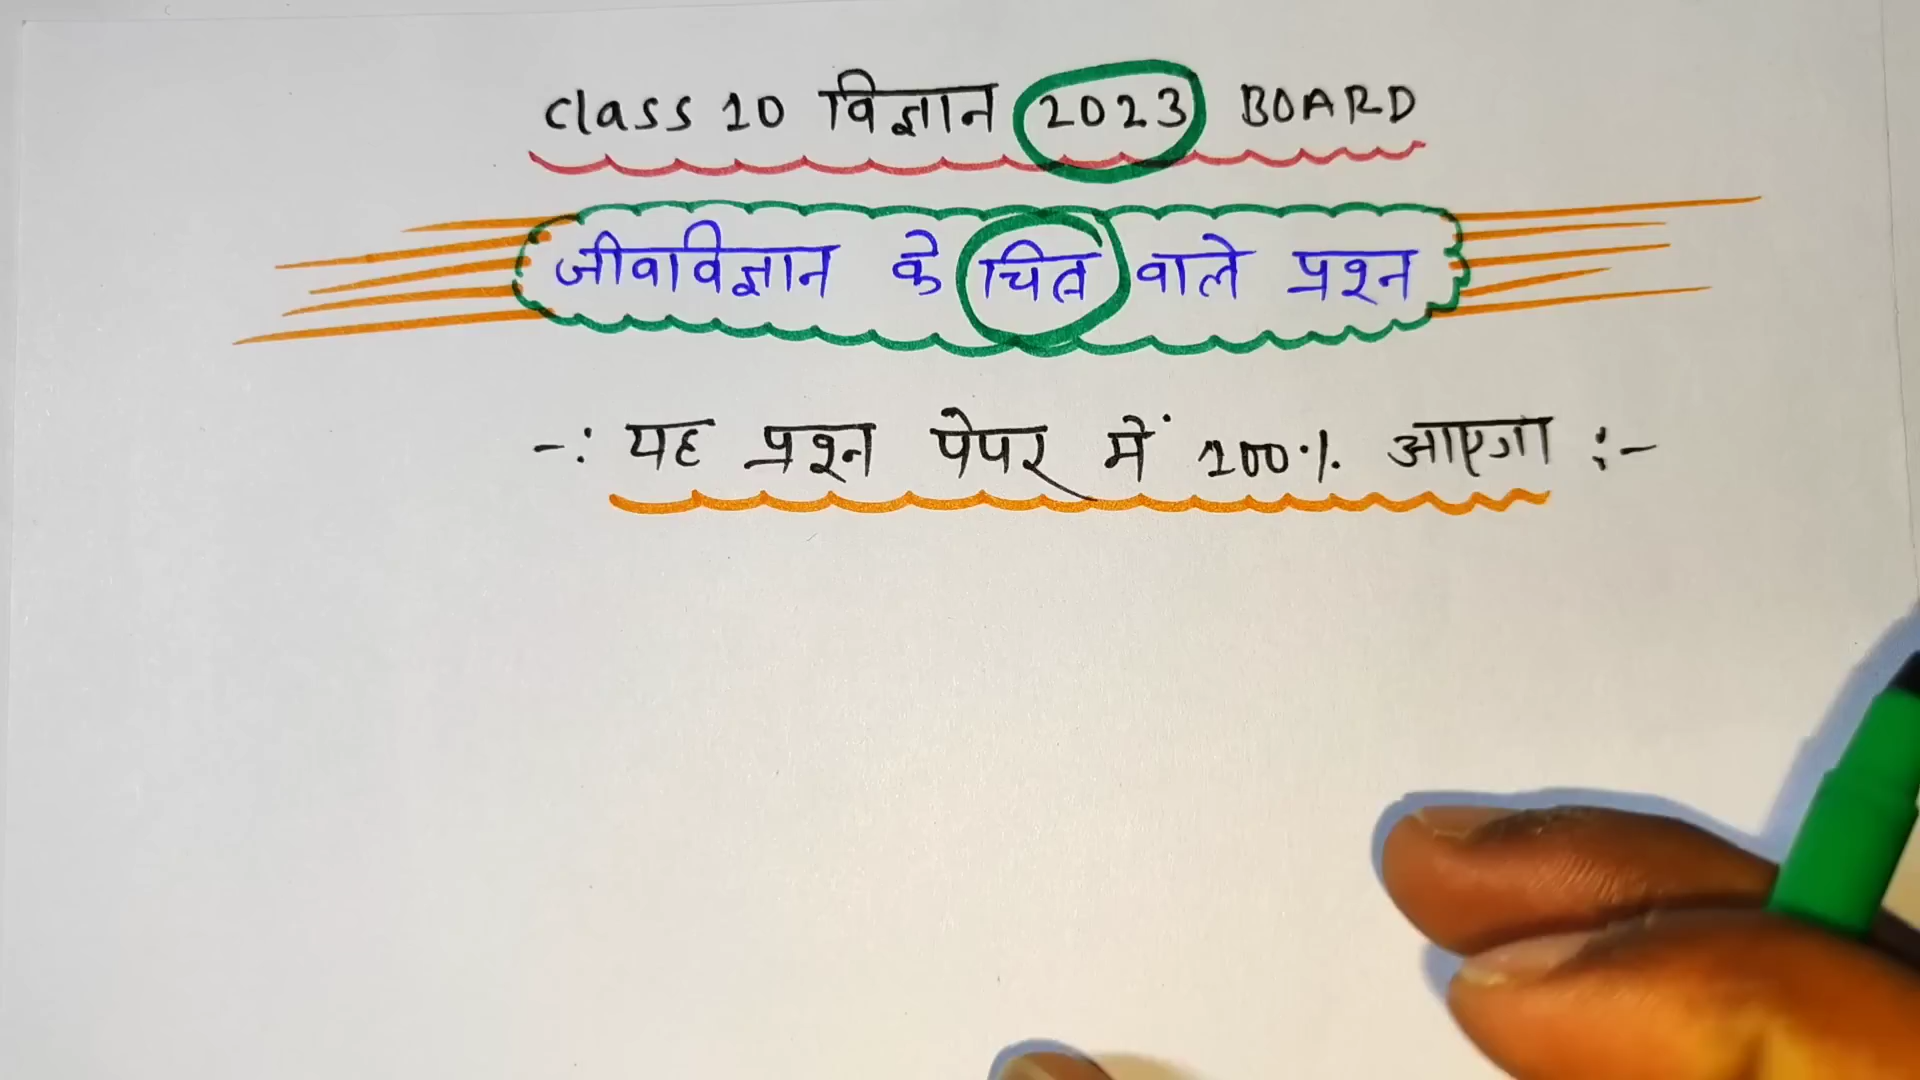 class 10 विज्ञान 2023 BOARD
जीवविज्ञान के चित्र वाले प्रश्न
-: यह प्रश्न पेपर में 100% आएगा :-